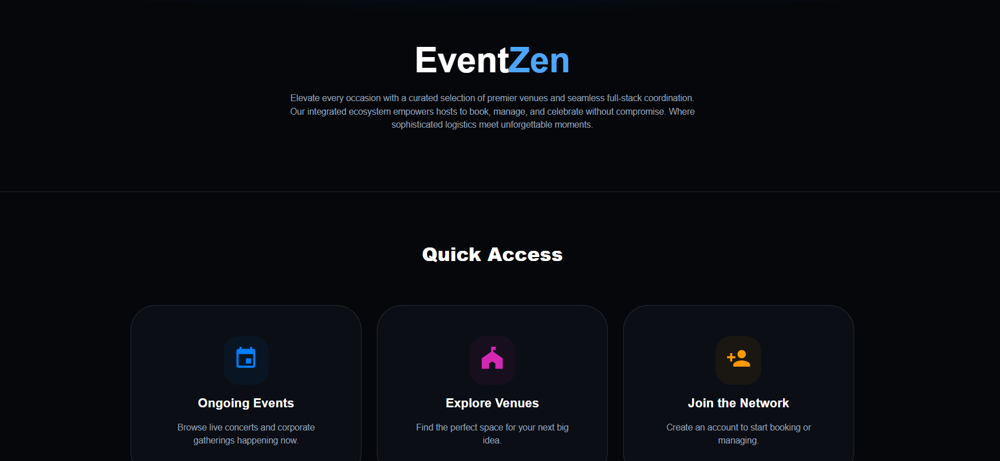 EventZen
Elevate every occasion with a curated selection of premier venues and seamless full-stack coordination.
Our integrated ecosystem empowers hosts to book, manage, and celebrate without compromise. Where
sophisticated logistics meet unforgettable moments.
Quick Access
Ongoing Events
Browse live concerts and corporate
gatherings happening now.
Explore Venues
Find the perfect space for your next big
idea.
Join the Network
Create an account to start booking or
managing.